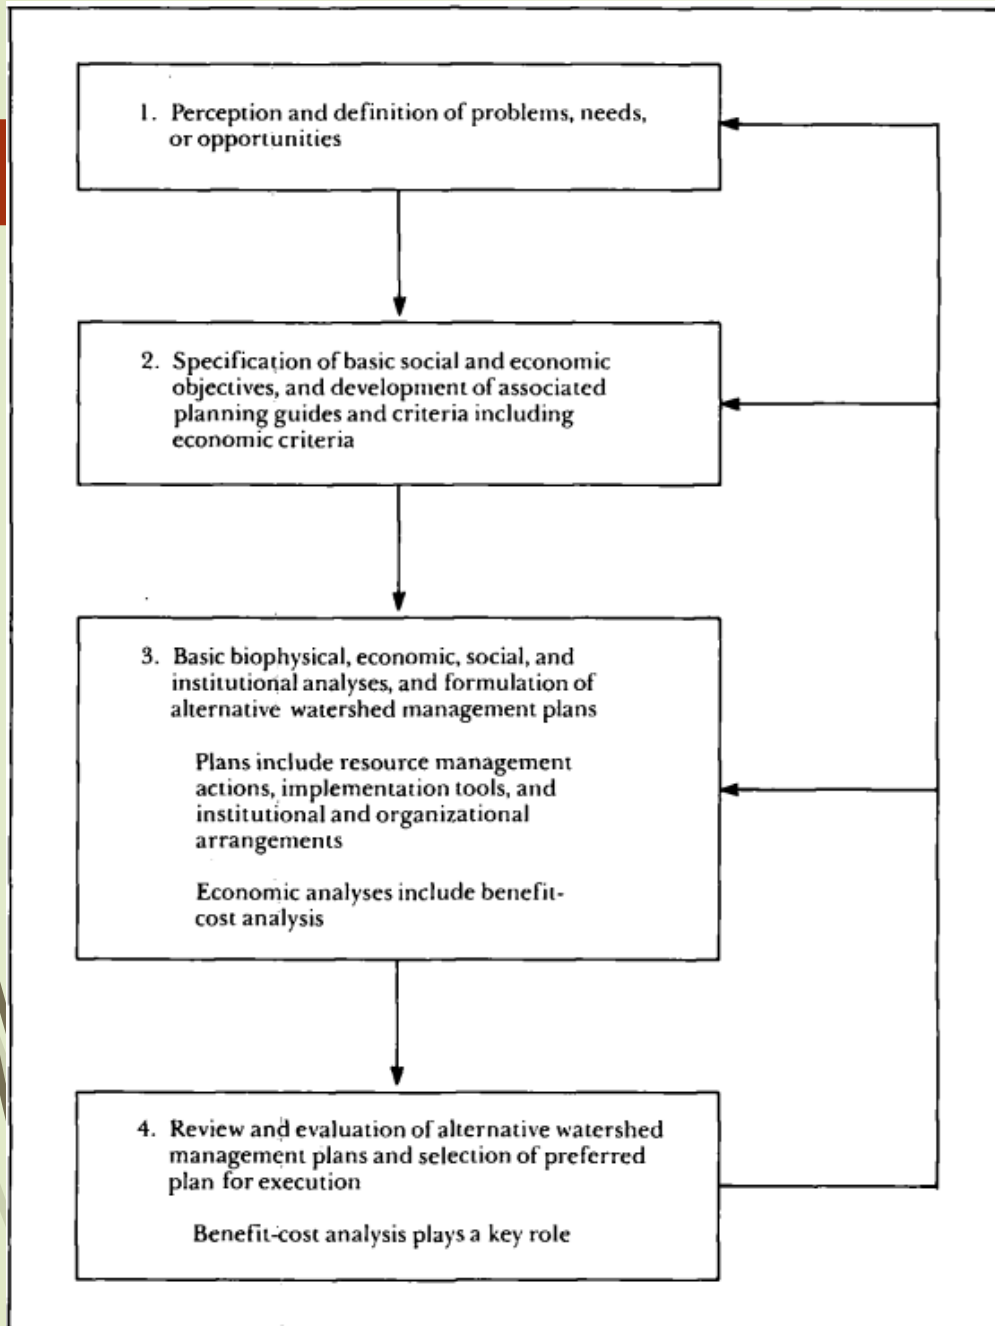 1. Perception and definition of problems, needs,
or opportunities
2. Specification of basic social and economic
objectives, and development of associated
planning guides and criteria including
economic criteria
3. Basic biophysical, economic, social, and
institutional analyses, and formulation of
alternative watershed management plans
Plans include resource management
actions, implementation tools, and
institutional and organizational
arrangements
Economic analyses include benefit-
cost analysis
4. Review and evaluation of alternative watershed
management plans and selection of preferred
plan for execution
Benefit-cost analysis plays a key role